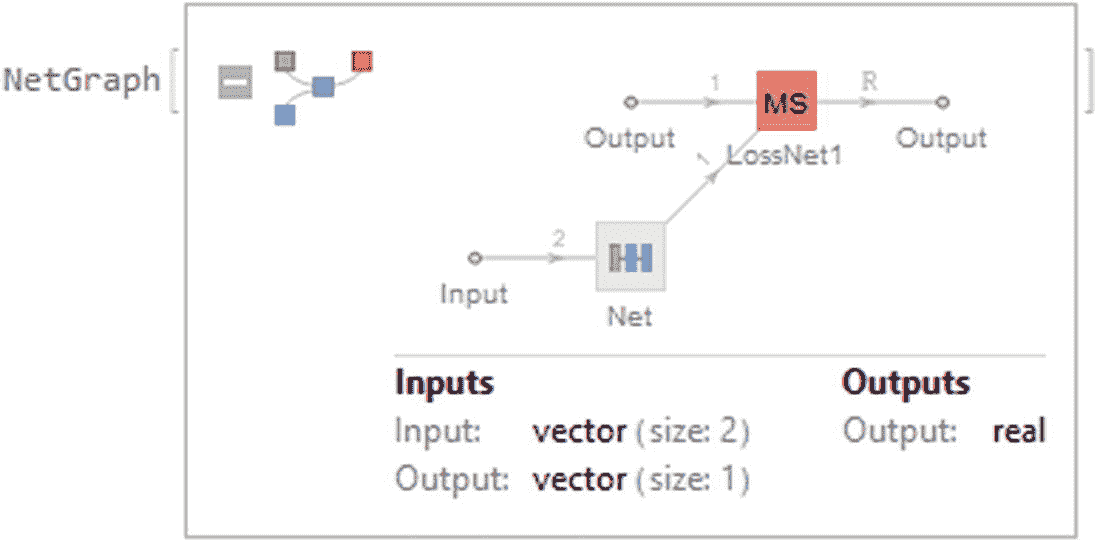 NetGraph[
1
MS
R
Output
LossNet1
Output
1
2
Input
Net
Inputs
Outputs
Input: vector (size: 2)
Output: real
Output: vector (size: 1)
]